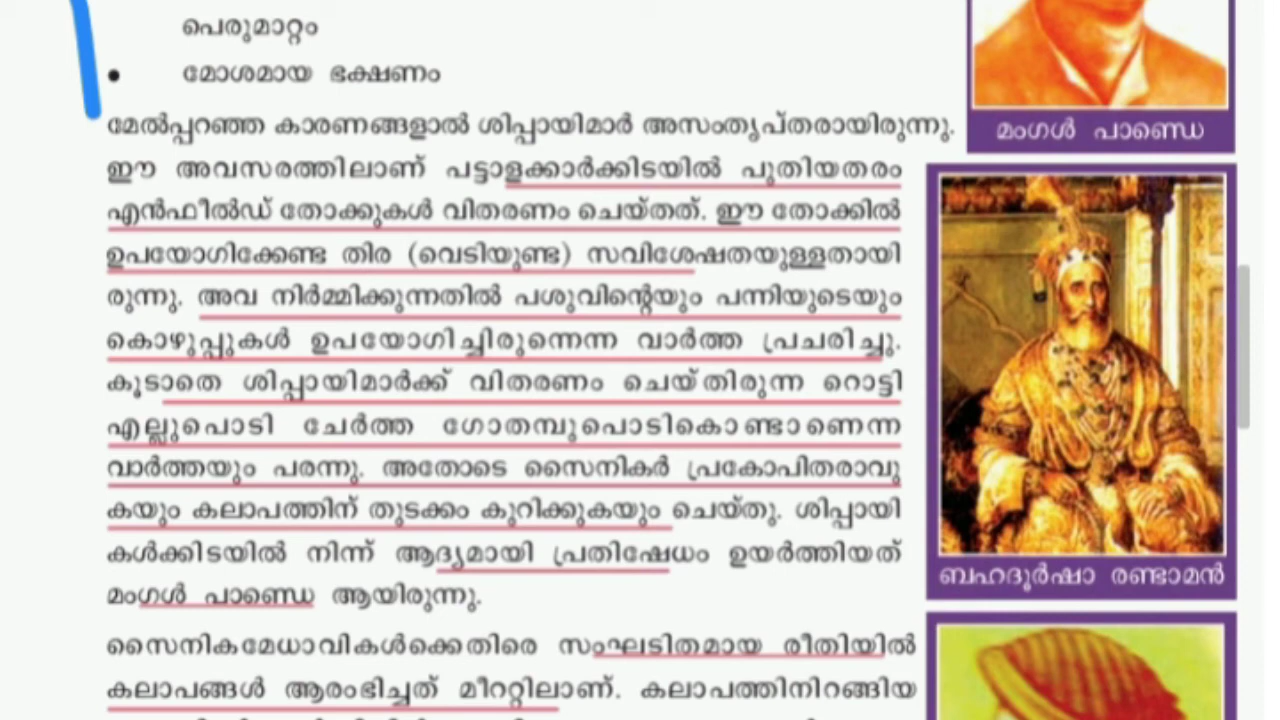 പെരുമാറ്റം
• മോശമായ ഭക്ഷണം
മേൽപ്പറഞ്ഞ കാരണങ്ങളാൽ ശിപ്പായിമാർ അസംതൃപ്തരായിരുന്നു.
ഈ അവസരത്തിലാണ് പട്ടാളക്കാർക്കിടയിൽ പുതിയതരം
എൻഫീൽഡ് തോക്കുകൾ വിതരണം ചെയ്തത്. ഈ തോക്കിൽ
ഉപയോഗിക്കേണ്ട തിര (വെടിയുണ്ട) സവിശേഷതയുള്ളതായി
രുന്നു. അവ നിർമ്മിക്കുന്നതിൽ പശുവിന്റെയും പന്നിയുടെയും
കൊഴുപ്പുകൾ ഉപയോഗിച്ചിരുന്നെന്ന വാർത്ത പ്രചരിച്ചു.
കൂടാതെ ശിപ്പായിമാർക്ക് വിതരണം ചെയ്തിരുന്ന റൊട്ടി
എല്ലുപൊടി ചേർത്ത ഗോതമ്പുപൊടികൊണ്ടാണെന്ന
വാർത്തയും പരന്നു. അതോടെ സൈനികർ പ്രകോപിതരാവു
കയും കലാപത്തിന് തുടക്കം കുറിക്കുകയും ചെയ്തു. ശിപ്പായി
കൾക്കിടയിൽ നിന്ന് ആദ്യമായി പ്രതിഷേധം ഉയർത്തിയത്
മംഗൾ പാണ്ഡെ ആയിരുന്നു.
സൈനികമേധാവികൾക്കെതിരെ സംഘടിതമായ രീതിയിൽ
കലാപങ്ങൾ ആരംഭിച്ചത് മീററ്റിലാണ്. കലാപത്തിനിറങ്ങിയ
മംഗൾ പാണ്ഡെ
ബഹദൂർഷാ രണ്ടാമൻ